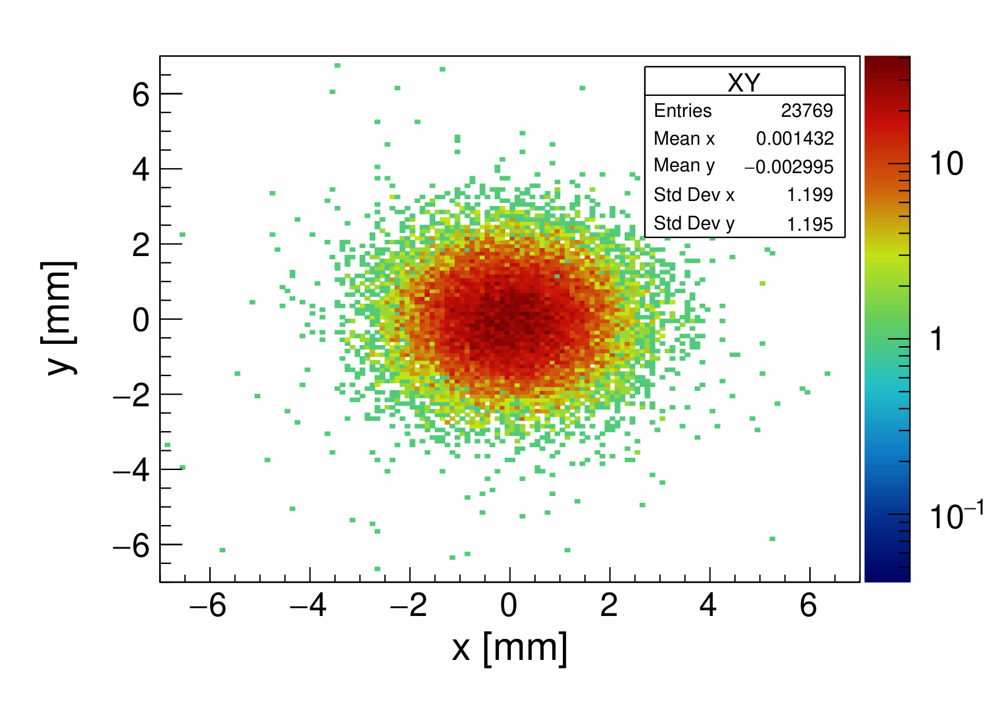 XY
Entries 23769
Mean x 0.001432
Mean y −0.002995
Std Dev x 1.199
Std Dev y 1.195
6
4
2
0
−2
−4
−6
y [mm]
−6 −4 −2 0 2 4 6
x [mm]
10
1
10⁻¹